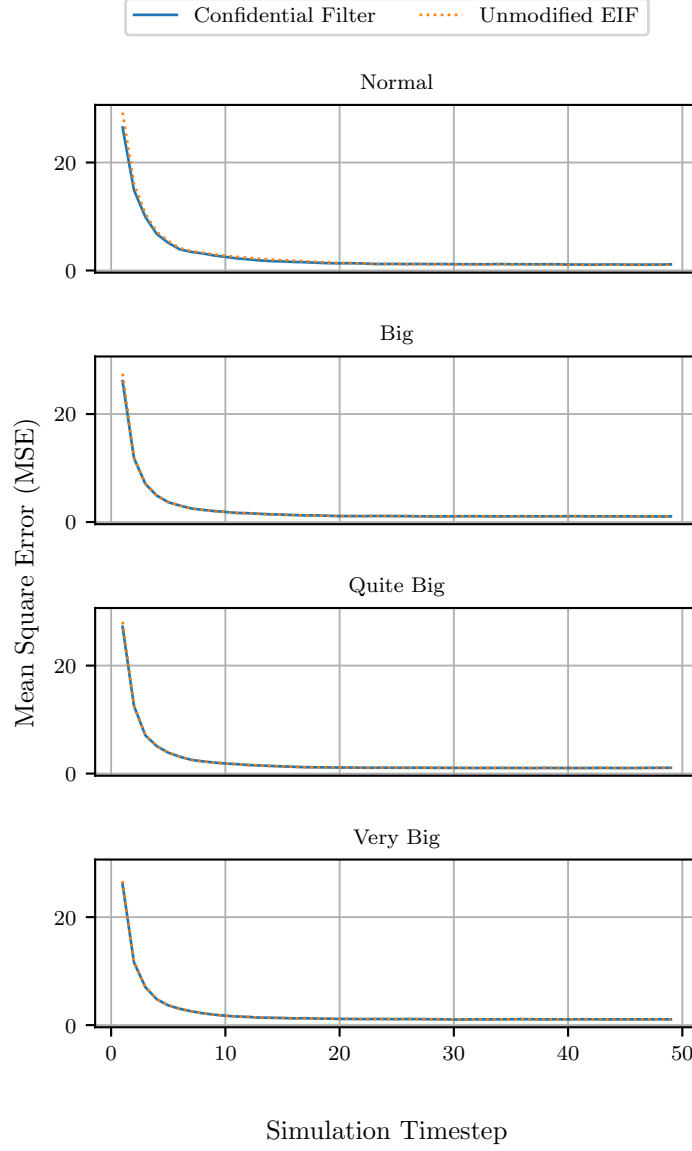 Confidential Filter Unmodified EIF
Normal
20
0
Big
20
0
Mean Square Error (MSE)
Quite Big
20
0
Very Big
20
0
0 10 20 30 40 50
Simulation Timestep